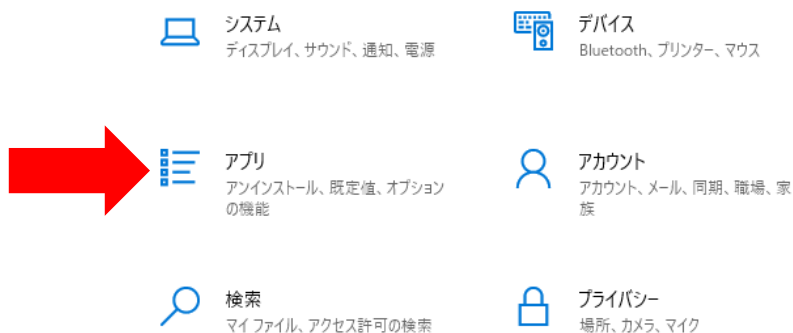 システム
ディスプレイ、サウンド、通知、電源
デバイス
Bluetooth、プリンター、マウス
アプリ
アンインストール、既定値、オプション
の機能
アカウント
アカウント、メール、同期、職場、家
族
検索
マイ ファイル、アクセス許可の検索
プライバシー
場所、カメラ、マイク